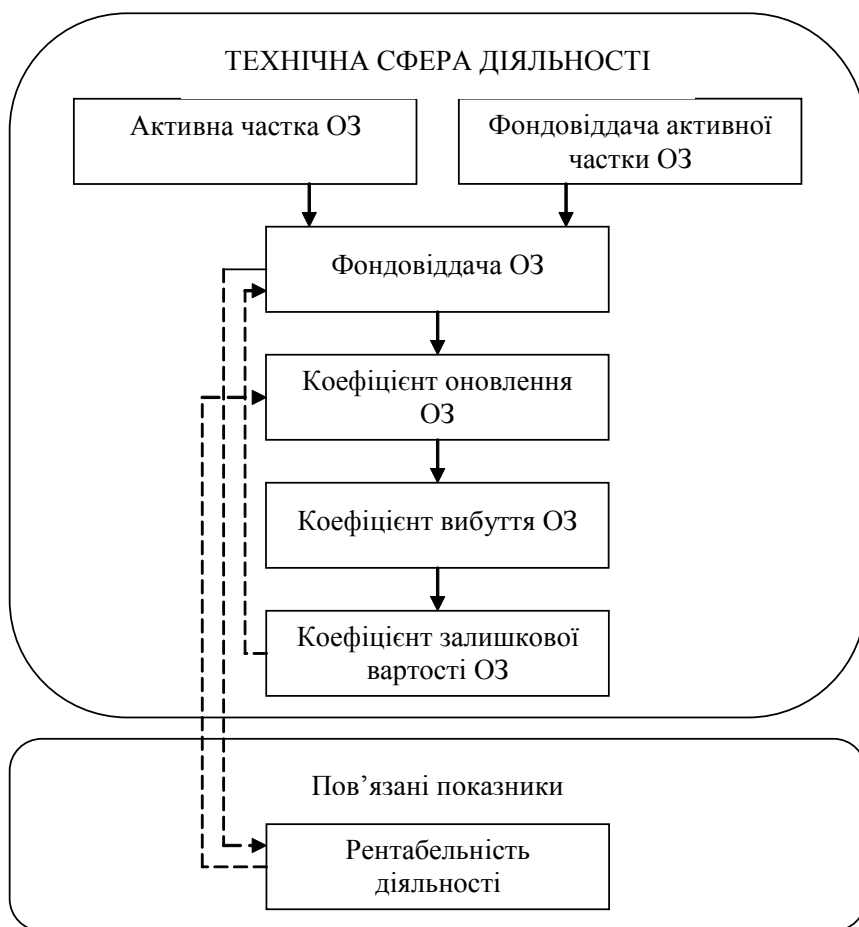 ТЕХНІЧНА СФЕРА ДІЯЛЬНОСТІ
Активна частка ОЗ
Фондовіддача активної
частки ОЗ
Фондовіддача ОЗ
Коефіцієнт оновлення
ОЗ
Коефіцієнт вибуття ОЗ
Коефіцієнт залишкової
вартості ОЗ
Пов’язані показники
Рентабельність
діяльності